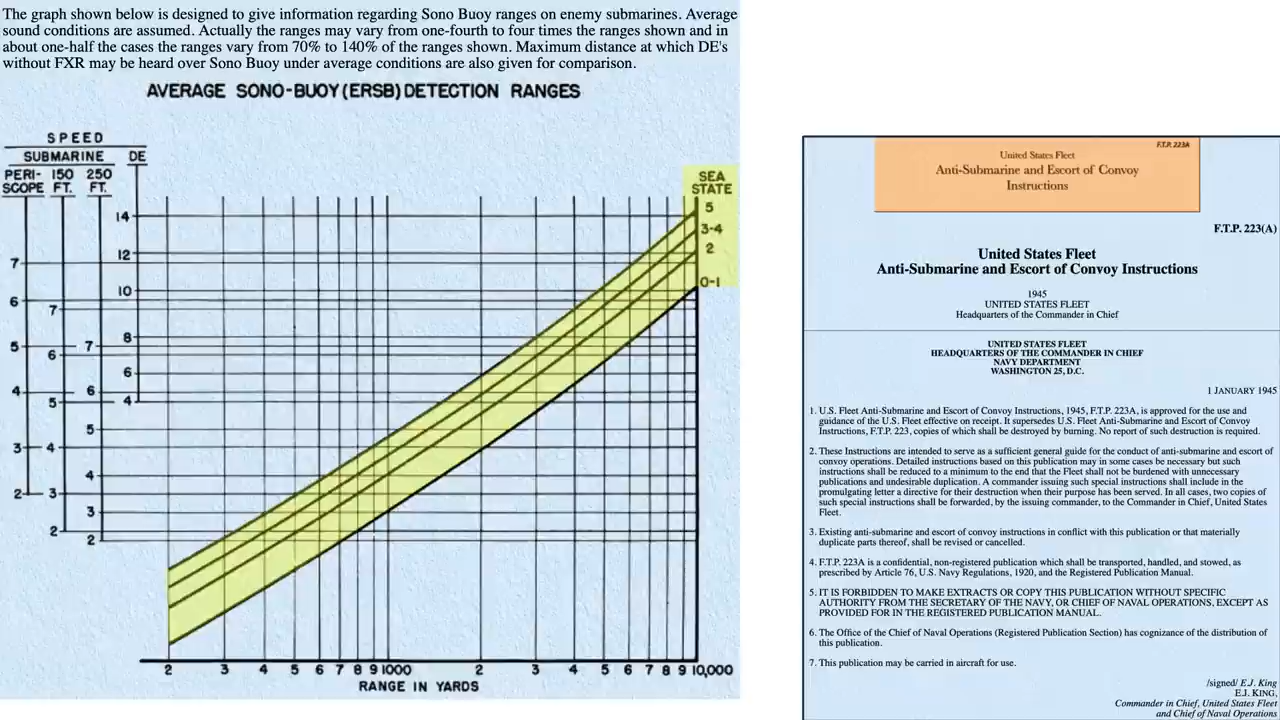 The graph shown below is designed to give information regarding Sono Buoy ranges on enemy submarines. Average
sound conditions are assumed. Actually the ranges may vary from one-fourth to four times the ranges shown and in
about one-half the cases the ranges vary from 70% to 140% of the ranges shown. Maximum distance at which DE's
without FXR may be heard over Sono Buoy under average conditions are also given for comparison.
AVERAGE SONO-BUOY (ERSB) DETECTION RANGES
SPEED
SUBMARINE DE
PERI- 150 250
SCOPE FT. FT.
SEA
STATE
5
3-4
2
0-1
14
12
10
8
6
4
7
6
5
4
3
2
7
6
5
4
3
2
7
6
5
4
3
2
2 3 4 5 6 7 8 9 1000 2 3 4 5 6 7 8 9 10,000
RANGE IN YARDS
F.T.P. 223A
United States Fleet
Anti-Submarine and Escort of Convoy
Instructions
F.T.P. 223(A)
United States Fleet
Anti-Submarine and Escort of Convoy Instructions
1945
UNITED STATES FLEET
Headquarters of the Commander in Chief
UNITED STATES FLEET
HEADQUARTERS OF THE COMMANDER IN CHIEF
NAVY DEPARTMENT
WASHINGTON 25, D.C.
1 JANUARY 1945
1. U.S. Fleet Anti-Submarine and Escort of Convoy Instructions, 1945, F.T.P. 223A, is approved for the use and
guidance of the U.S. Fleet effective on receipt. It supersedes U.S. Fleet Anti-Submarine and Escort of Convoy
Instructions, F.T.P. 223, copies of which shall be destroyed by burning. No report of such destruction is required.
2. These Instructions are intended to serve as a sufficient general guide for the conduct of anti-submarine and escort of
convoy operations. Detailed instructions based on this publication may in some cases be necessary but such
instructions shall be reduced to a minimum to the end that the Fleet shall not be burdened with unnecessary
publications and undesirable duplication. A commander issuing such special instructions shall include in the
promulgating letter a directive for their destruction when their purpose has been served. In all cases, two copies of
such special instructions shall be forwarded, by the issuing commander, to the Commander in Chief, United States
Fleet.
3. Existing anti-submarine and escort of convoy instructions in conflict with this publication or that materially
duplicate parts thereof, shall be revised or cancelled.
4. F.T.P. 223A is a confidential, non-registered publication which shall be transported, handled, and stowed, as
prescribed by Article 76, U.S. Navy Regulations, 1920, and the Registered Publication Manual.
5. IT IS FORBIDDEN TO MAKE EXTRACTS OR COPY THIS PUBLICATION WITHOUT SPECIFIC
AUTHORITY FROM THE SECRETARY OF THE NAVY, OR CHIEF OF NAVAL OPERATIONS, EXCEPT AS
PROVIDED FOR IN THE REGISTERED PUBLICATION MANUAL.
6. The Office of the Chief of Naval Operations (Registered Publication Section) has cognizance of the distribution of
this publication.
7. This publication may be carried in aircraft for use.
/signed/ E.J. King
E.J. KING,
Commander in Chief, United States Fleet
and Chief of Naval Operations